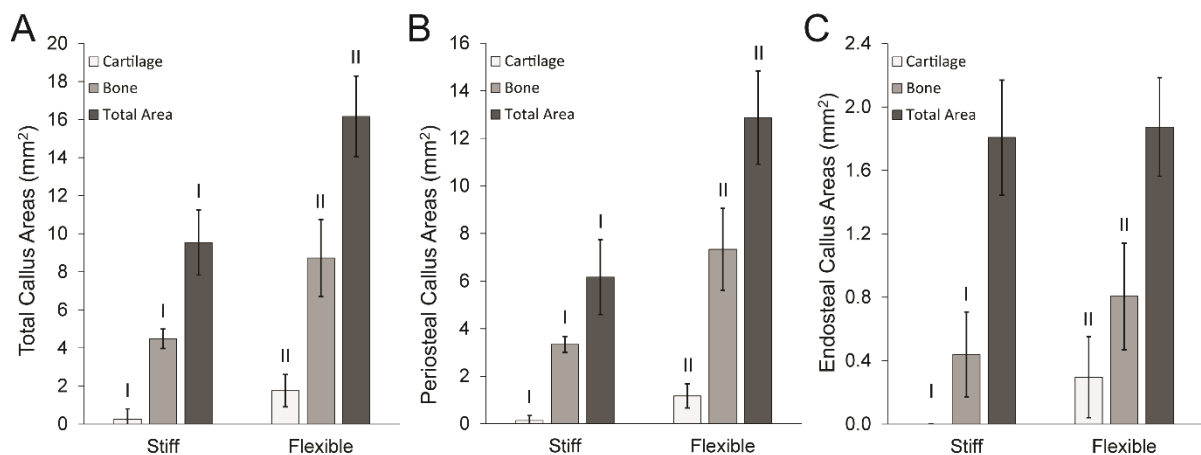 A
Total Callus Areas (mm²)
20
18
16
14
12
10
8
6
4
2
0
Cartilage
Bone
Total Area
I
I
I
II
II
II
Stiff
Flexible
B
Periosteal Callus Areas (mm²)
16
14
12
10
8
6
4
2
0
Cartilage
Bone
Total Area
I
I
I
II
II
II
Stiff
Flexible
C
Endosteal Callus Areas (mm²)
2.4
2.0
1.6
1.2
0.8
0.4
0.0
Cartilage
Bone
Total Area
I
I
II
II
Stiff
Flexible